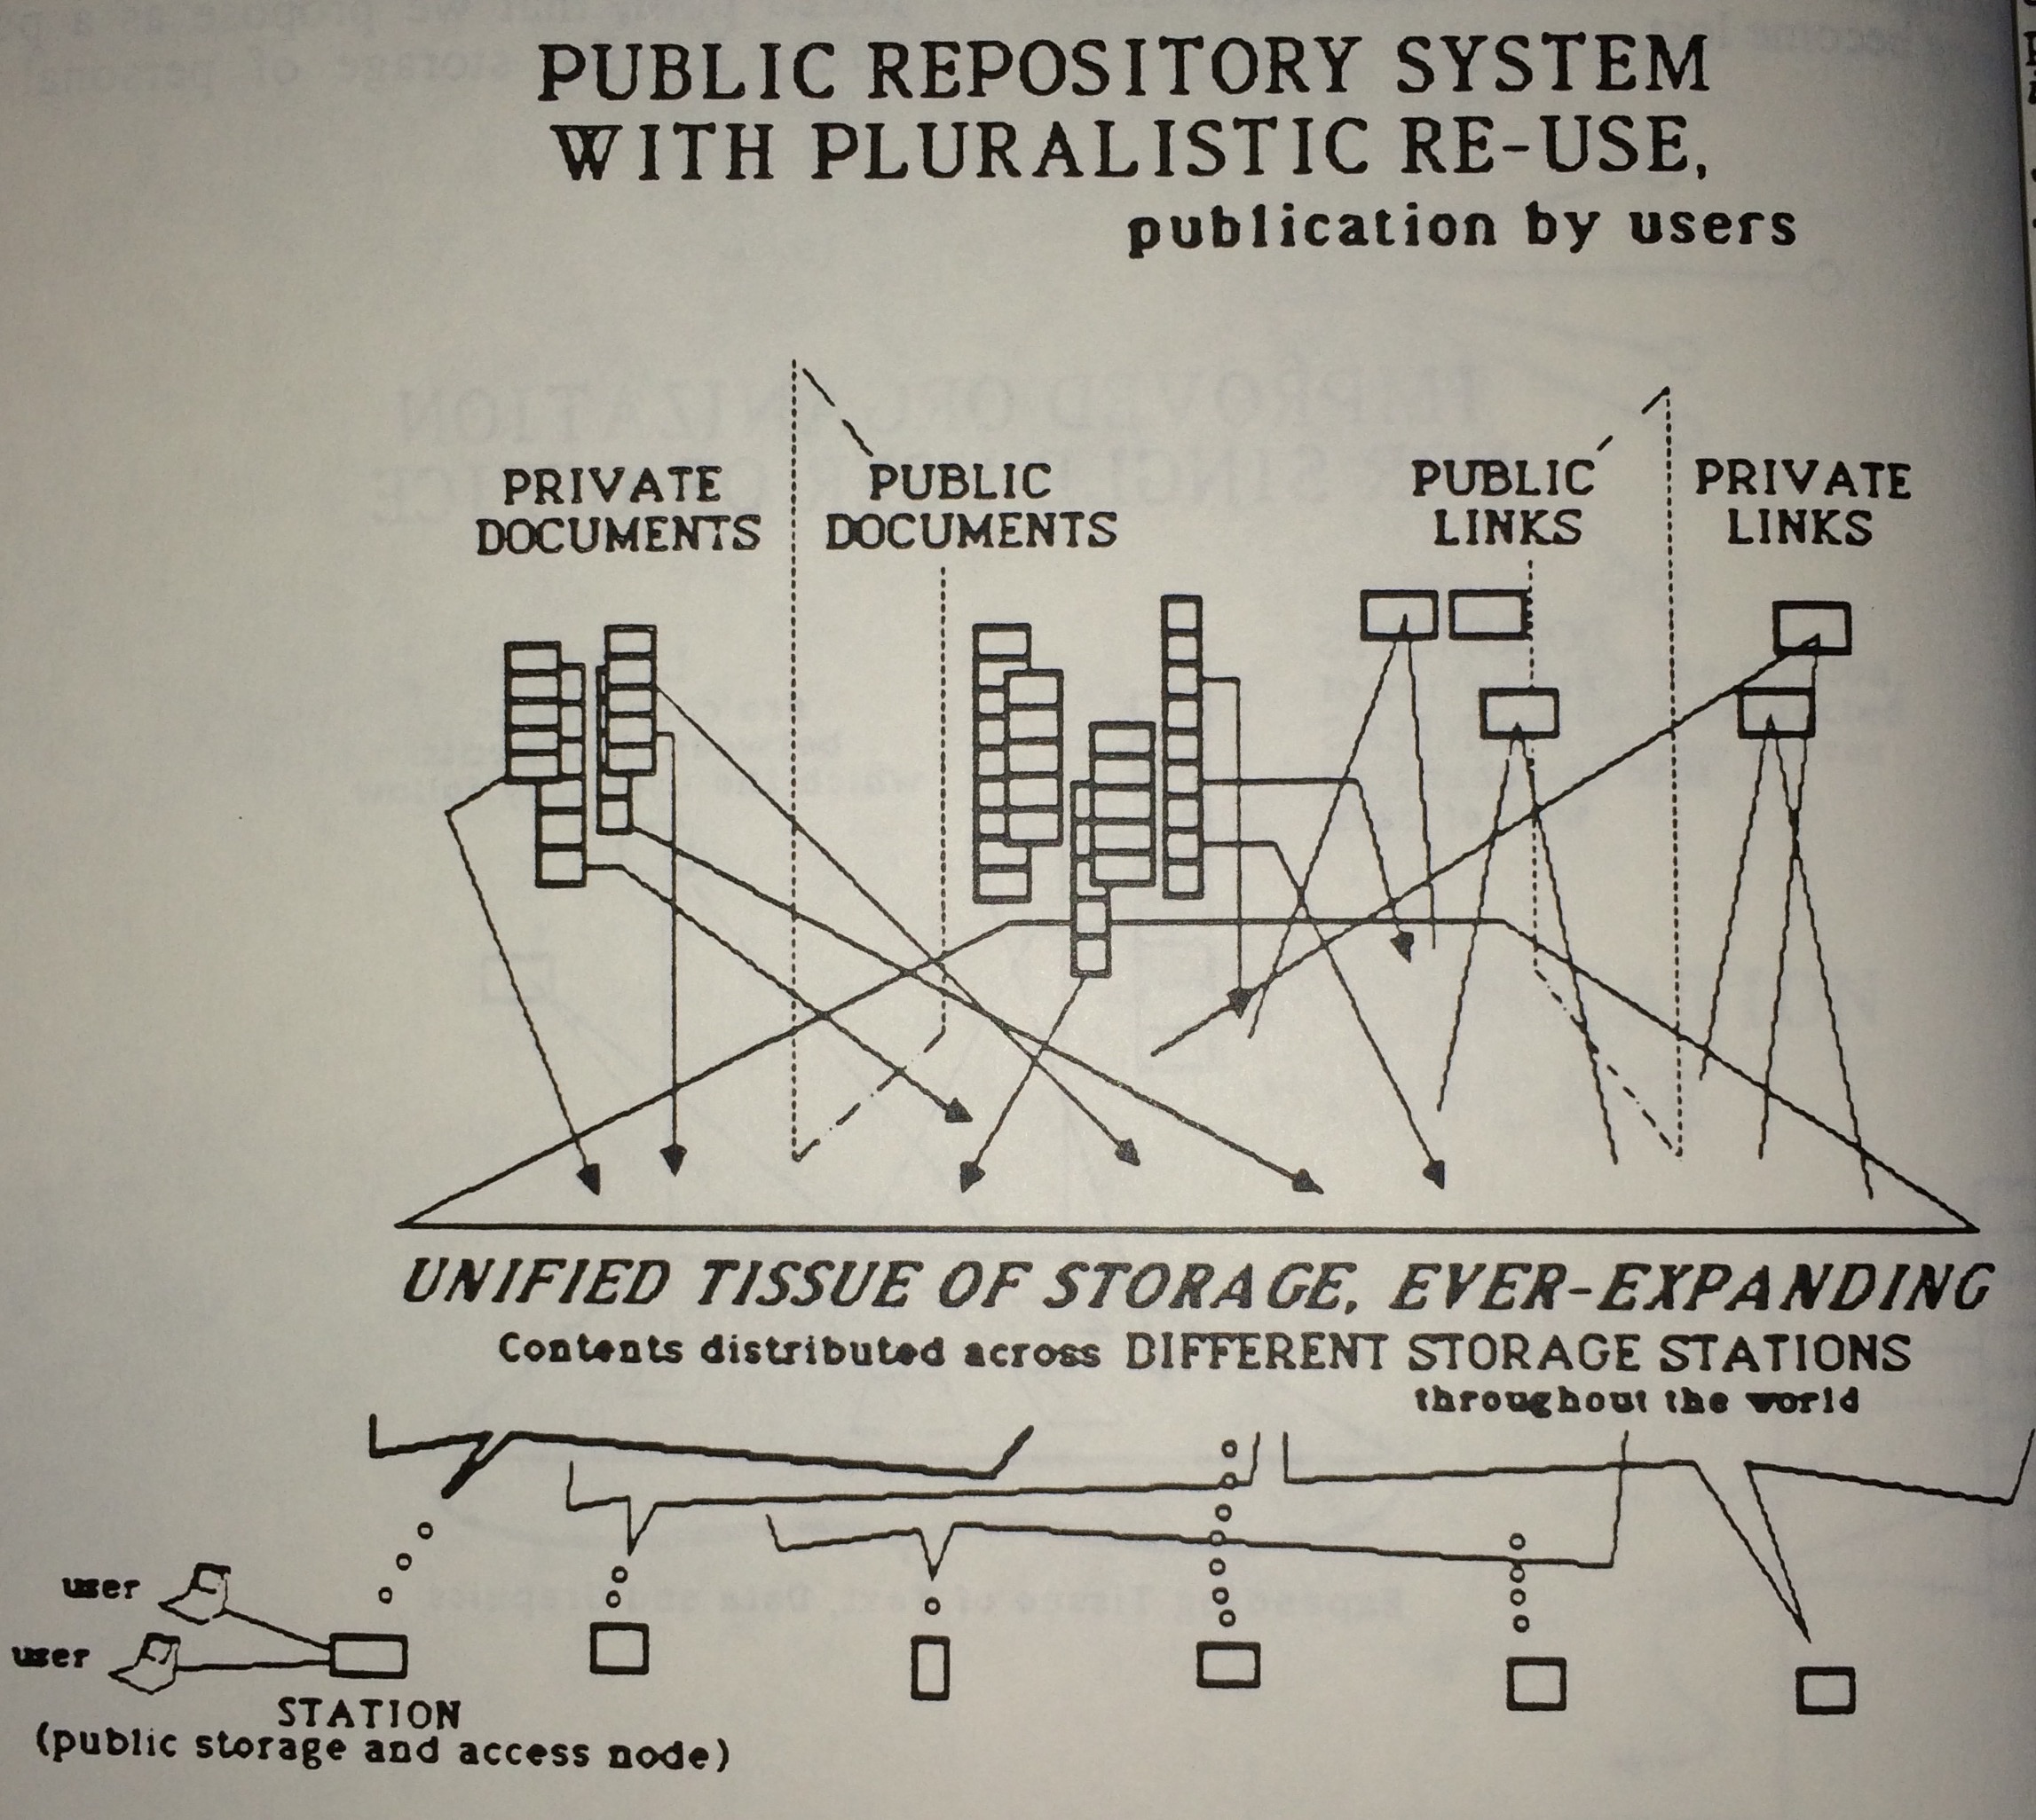 PUBLIC REPOSITORY SYSTEM
WITH PLURALISTIC RE-USE,
publication by users
PRIVATE DOCUMENTS
PUBLIC DOCUMENTS
PUBLIC LINKS
PRIVATE LINKS
UNIFIED TISSUE OF STORAGE, EVER-EXPANDING
Contents distributed across DIFFERENT STORAGE STATIONS
throughout the world
user
user
STATION
(public storage and access node)